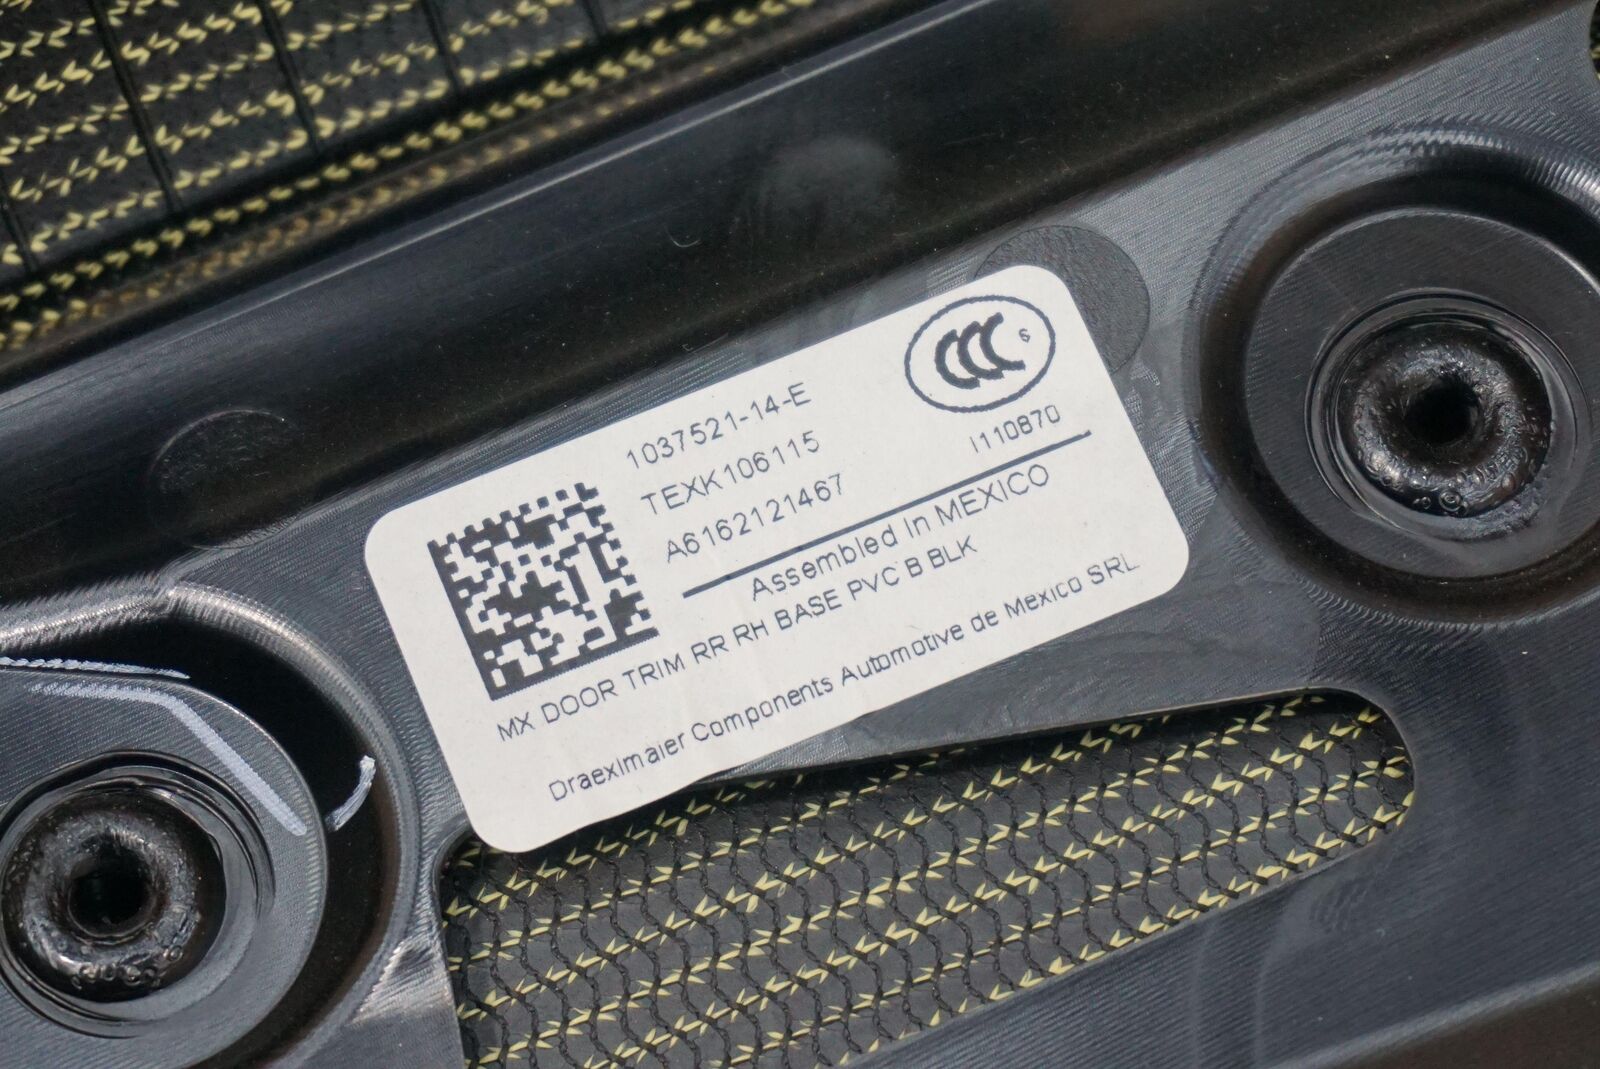 CCC S
1037521-14-E
TEXK106115
A6162121467
I110870
Assembled In MEXICO
MX DOOR TRIM RR RH BASE PVC B BLK
Draexlmaier Components Automotive de Mexico SRL